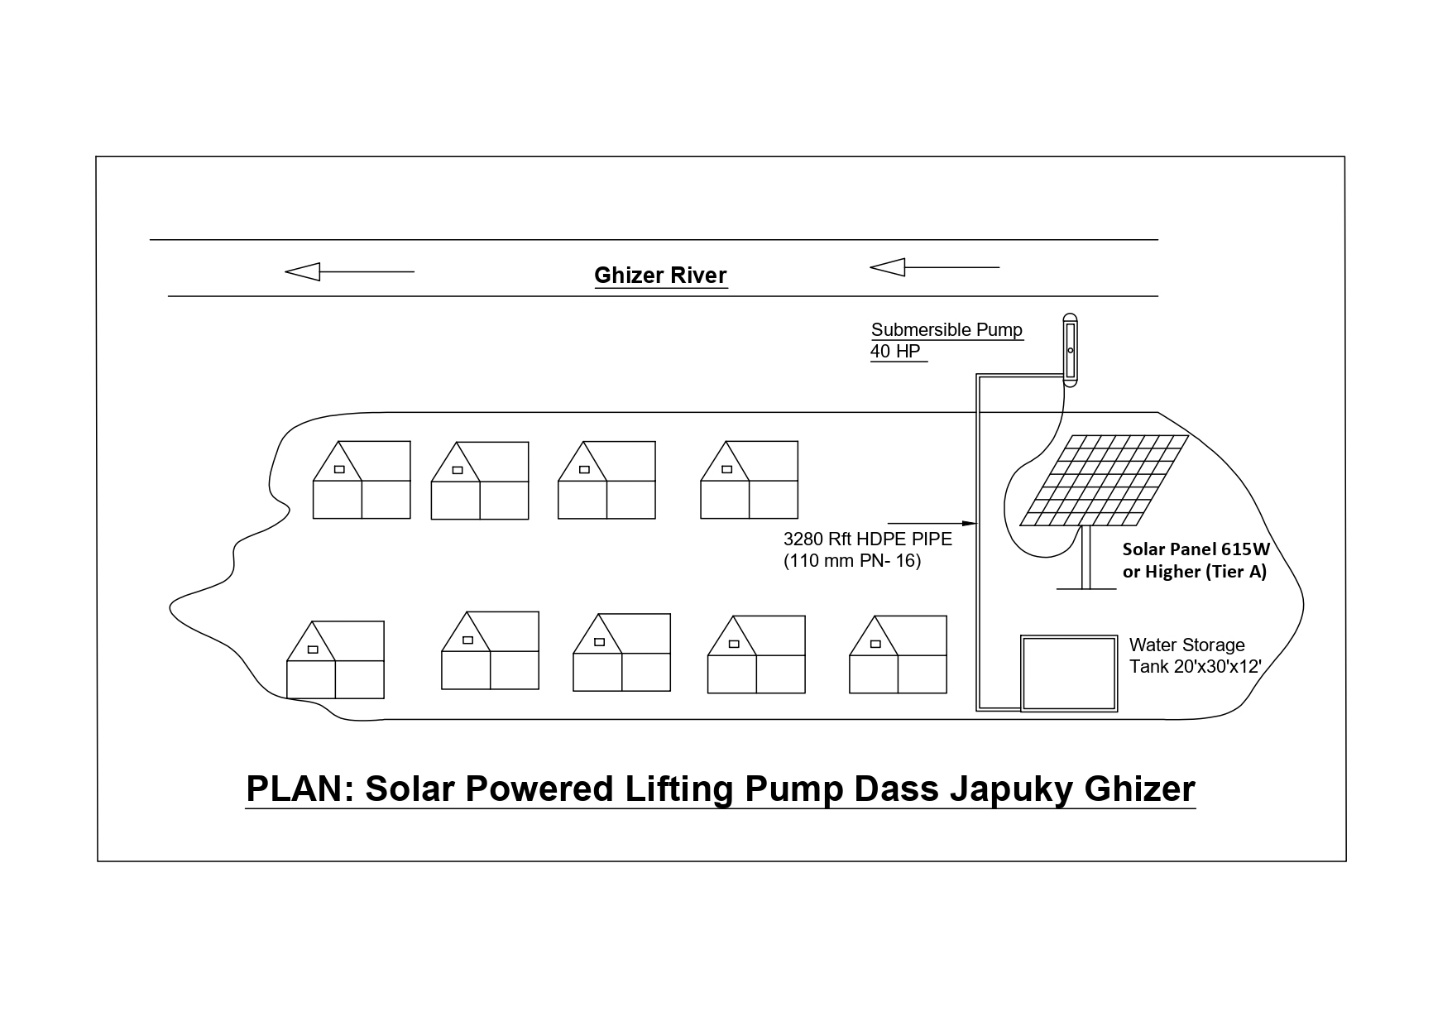 Ghizer River
Submersible Pump
40 HP
3280 Rft HDPE PIPE
(110 mm PN- 16)
Solar Panel 615W
or Higher (Tier A)
Water Storage
Tank 20'x30'x12'
PLAN: Solar Powered Lifting Pump Dass Japuky Ghizer